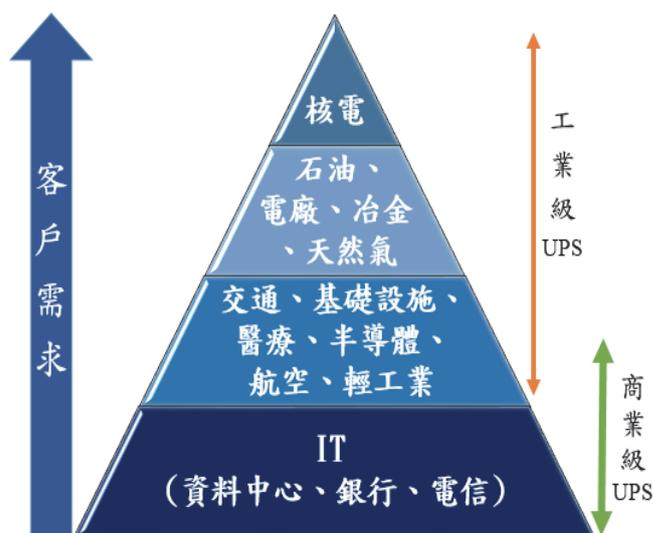 客戶需求
核電
石油、
電廠、冶金
、天然氣
交通、基礎設施、
醫療、半導體、
航空、輕工業
IT
(資料中心、銀行、電信)
工業級
UPS
商業級
UPS